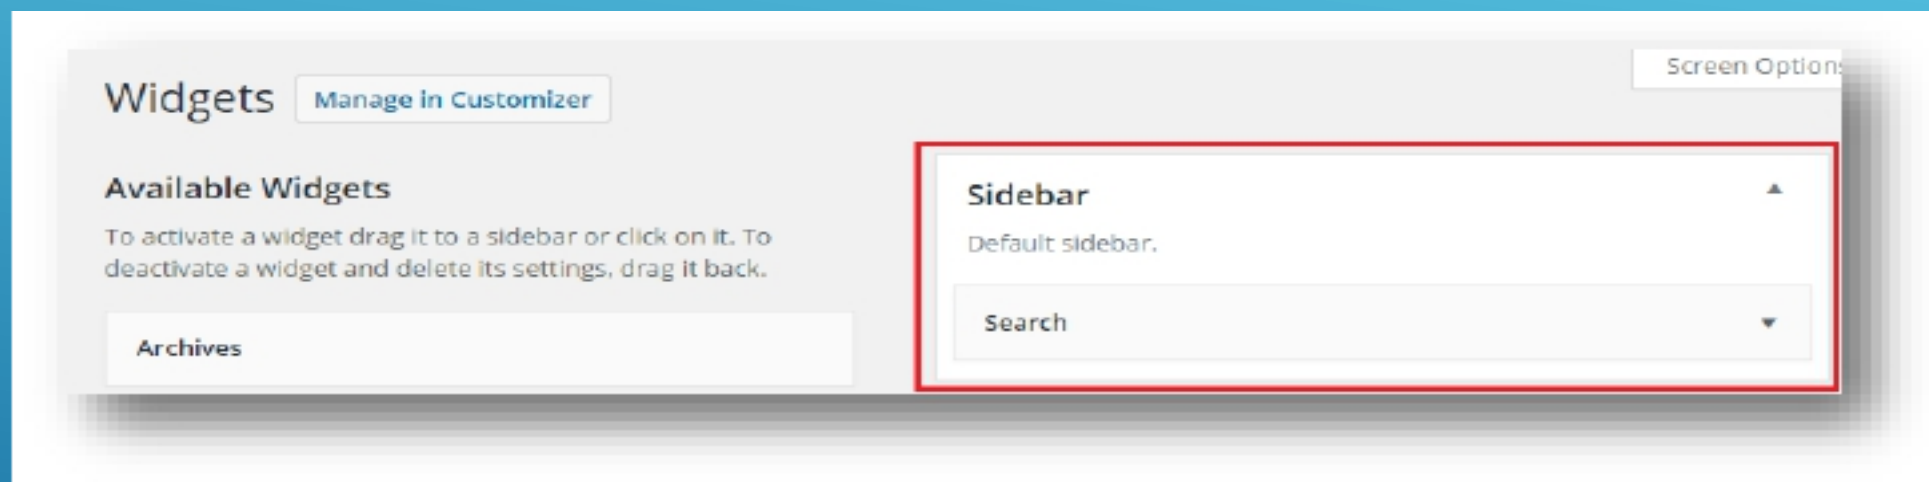 Screen Options
Widgets Manage in Customizer
Available Widgets
To activate a widget drag it to a sidebar or click on it. To
deactivate a widget and delete its settings, drag it back.
Archives
Sidebar
Default sidebar.
Search